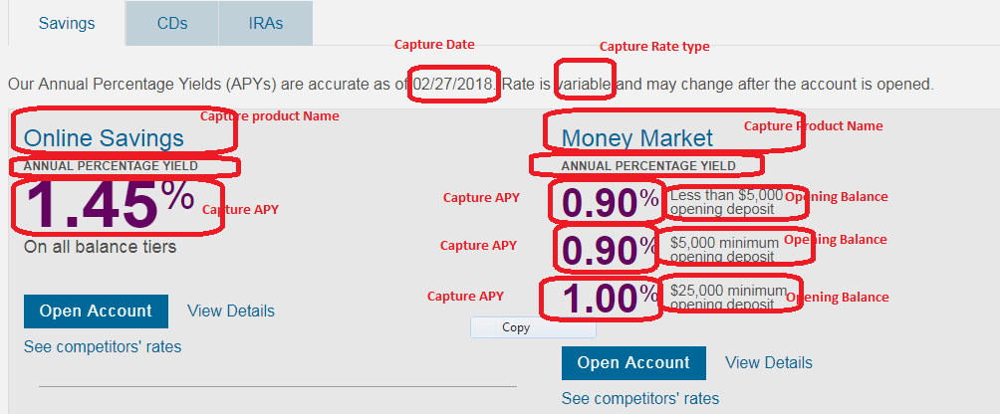 Savings
CDs
IRAs
Capture Date
Capture Rate type
Our Annual Percentage Yields (APYs) are accurate as of 02/27/2018. Rate is variable and may change after the account is opened.
Capture product Name
Online Savings
ANNUAL PERCENTAGE YIELD
1.45%
Capture APY
On all balance tiers
Open Account
View Details
See competitors' rates
Capture Product Name
Money Market
ANNUAL PERCENTAGE YIELD
Capture APY
0.90%
Less than $5,000
opening deposit
Opening Balance
Capture APY
0.90%
$5,000 minimum
opening deposit
Opening Balance
Capture APY
1.00%
$25,000 minimum
opening deposit
Opening Balance
Copy
Open Account
View Details
See competitors' rates